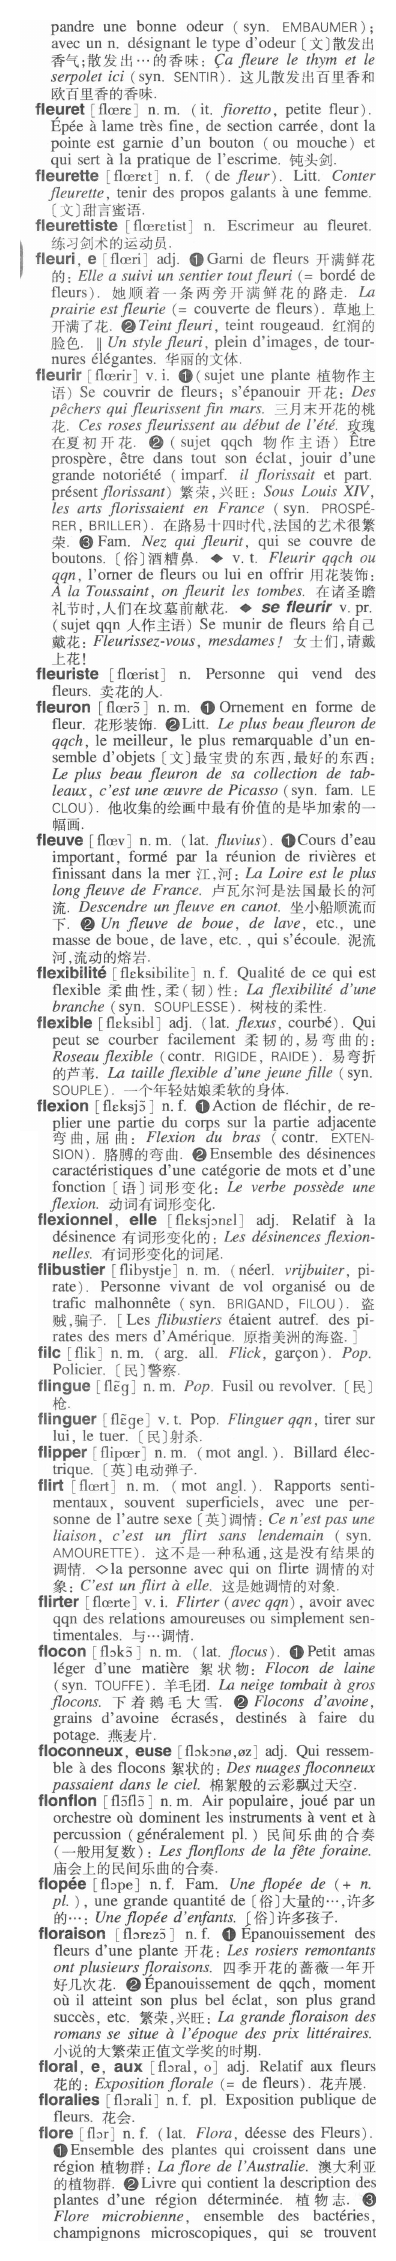 pandre une bonne odeur (syn. EMBAUMER);
avec un n. désignant le type d'odeur〔文〕散发出
香气;散发出…的香味: Ça fleure le thym et le
serpolet ici (syn. SENTIR). 这儿散发出百里香和
欧百里香的香味.
fleuret [flœrɛ] n. m. (it. fioretto, petite fleur).
Épée à lame très fine, de section carrée, dont la
pointe est garnie d'un bouton (ou mouche) et
qui sert à la pratique de l'escrime. 钝头剑.
fleurette [flœrɛt] n. f. (de fleur). Litt. Conter
fleurette, tenir des propos galants à une femme.
〔文〕甜言蜜语.
fleurettiste [flœrɛtist] n. Escrimeur au fleuret.
练习剑术的运动员.
fleuri, e [flœri] adj. ❶Garni de fleurs 开满鲜花
的: Elle a suivi un sentier tout fleuri (= bordé de
fleurs). 她顺着一条两旁开满鲜花的路走. La
prairie est fleurie (= couverte de fleurs). 草地上
开满了花. ❷Teint fleuri, teint rougeaud. 红润的
脸色. ‖ Un style fleuri, plein d'images, de tour-
nures élégantes. 华丽的文体.
fleurir [flœrir] v. i. ❶(sujet une plante 植物作主
语) Se couvrir de fleurs; s'épanouir 开花: Des
pêchers qui fleurissent fin mars. 三月末开花的桃
花. Ces roses fleurissent au début de l'été. 玫瑰
在夏初开花. ❷ (sujet qqch 物作主语) Être
prospère, être dans tout son éclat, jouir d'une
grande notoriété (imparf. il florissait et part.
présent florissant) 繁荣,兴旺: Sous Louis XIV,
les arts florissaient en France (syn. PROSPÉ-
RER, BRILLER). 在路易十四时代,法国的艺术很繁
荣. ❸ Fam. Nez qui fleurit, qui se couvre de
boutons. 〔俗〕酒糟鼻. ◆ v. t. Fleurir qqch ou
qqn, l'orner de fleurs ou lui en offrir 用花装饰:
À la Toussaint, on fleurit les tombes. 在诸圣瞻
礼节时,人们在坟墓前献花. ◆ se fleurir v. pr.
(sujet qqn 人作主语) Se munir de fleurs 给自己
戴花: Fleurissez-vous, mesdames! 女士们,请戴
上花!
fleuriste [flœrist] n. Personne qui vend des
fleurs. 卖花的人.
fleuron [flœrɔ̃] n. m. ❶ Ornement en forme de
fleur. 花形装饰. ❷Litt. Le plus beau fleuron de
qqch, le meilleur, le plus remarquable d'un en-
semble d'objets〔文〕最宝贵的东西,最好的东西:
Le plus beau fleuron de sa collection de tab-
leaux, c'est une œuvre de Picasso (syn. fam. LE
CLOU). 他收集的绘画中最有价值的是毕加索的一
幅画.
fleuve [flœv] n. m. (lat. fluvius). ❶Cours d'eau
important, formé par la réunion de rivières et
finissant dans la mer 江,河: La Loire est le plus
long fleuve de France. 卢瓦尔河是法国最长的河
流. Descendre un fleuve en canot. 坐小船顺流而
下. ❷ Un fleuve de boue, de lave, etc., une
masse de boue, de lave, etc., qui s'écoule. 泥流
河,流动的熔岩.
flexibilité [flɛksibilite] n. f. Qualité de ce qui est
flexible 柔曲性,柔(韧)性: La flexibilité d'une
branche (syn. SOUPLESSE). 树枝的柔性.
flexible [flɛksibl] adj. (lat. flexus, courbé). Qui
peut se courber facilement 柔韧的,易弯曲的:
Roseau flexible (contr. RIGIDE, RAIDE). 易弯折
的芦苇. La taille flexible d'une jeune fille (syn.
SOUPLE). 一个年轻姑娘柔软的身体.
flexion [flɛksjɔ̃] n. f. ❶Action de fléchir, de re-
plier une partie du corps sur la partie adjacente
弯曲,屈曲: Flexion du bras (contr. EXTEN-
SION). 胳膊的弯曲. ❷Ensemble des désinences
caractéristiques d'une catégorie de mots et d'une
fonction〔语〕词形变化: Le verbe possède une
flexion. 动词有词形变化.
flexionnel, elle [flɛksjɔnɛl] adj. Relatif à la
désinence 有词形变化的: Les désinences flexion-
nelles. 有词形变化的词尾.
flibustier [flibystje] n. m. (néerl. vrijbuiter, pi-
rate). Personne vivant de vol organisé ou de
trafic malhonnête (syn. BRIGAND, FILOU). 盗
贼,骗子. [Les flibustiers étaient autref. des pi-
rates des mers d'Amérique. 原指美洲的海盗.]
filc [flik] n. m. (arg. all. Flick, garçon). Pop.
Policier. 〔民〕警察.
flingue [flɛ̃g] n. m. Pop. Fusil ou revolver. 〔民〕
枪.
flinguer [flɛ̃ge] v. t. Pop. Flinguer qqn, tirer sur
lui, le tuer. 〔民〕射杀.
flipper [flipœr] n. m. (mot angl.). Billard élec-
trique. 〔英〕电动弹子.
flirt [flœrt] n. m. (mot angl.). Rapports senti-
mentaux, souvent superficiels, avec une per-
sonne de l'autre sexe〔英〕调情: Ce n'est pas une
liaison, c'est un flirt sans lendemain (syn.
AMOURETTE). 这不是一种私通,这是没有结果的
调情. ◇la personne avec qui on flirte 调情的对
象: C'est un flirt à elle. 这是她调情的对象.
flirter [flœrte] v. i. Flirter (avec qqn), avoir avec
qqn des relations amoureuses ou simplement sen-
timentales. 与…调情.
flocon [flɔkɔ̃] n. m. (lat. flocus). ❶Petit amas
léger d'une matière 絮状物: Flocon de laine
(syn. TOUFFE). 羊毛团. La neige tombait à gros
flocons. 下着鹅毛大雪. ❷ Flocons d'avoine,
grains d'avoine écrasés, destinés à faire du
potage. 燕麦片.
floconneux, euse [flɔkɔnø,øz] adj. Qui ressem-
ble à des flocons 絮状的: Des nuages floconneux
passaient dans le ciel. 棉絮般的云彩飘过天空.
flonflon [flɔ̃flɔ̃] n. m. Air populaire, joué par un
orchestre où dominent les instruments à vent et à
percussion (généralement pl.) 民间乐曲的合奏
(一般用复数): Les flonflons de la fête foraine.
庙会上的民间乐曲的合奏.
flopée [flɔpe] n. f. Fam. Une flopée de (+ n.
pl.), une grande quantité de〔俗〕大量的…,许多
的…: Une flopée d'enfants. 〔俗〕许多孩子.
floraison [flɔrɛzɔ̃] n. f. ❶ Épanouissement des
fleurs d'une plante 开花: Les rosiers remontants
ont plusieurs floraisons. 四季开花的蔷薇一年开
好几次花. ❷Épanouissement de qqch, moment
où il atteint son plus bel éclat, son plus grand
succès, etc. 繁荣,兴旺: La grande floraison des
romans se situe à l'époque des prix littéraires.
小说的大繁荣正值文学奖的时期.
floral, e, aux [flɔral, o] adj. Relatif aux fleurs
花的: Exposition florale (= de fleurs). 花卉展.
floralies [flɔrali] n. f. pl. Exposition publique de
fleurs. 花会.
flore [flɔr] n. f. (lat. Flora, déesse des Fleurs).
❶Ensemble des plantes qui croissent dans une
région 植物群: La flore de l'Australie. 澳大利亚
的植物群. ❷Livre qui contient la description des
plantes d'une région déterminée. 植物志. ❸
Flore microbienne, ensemble des bactéries,
champignons microscopiques, qui se trouvent